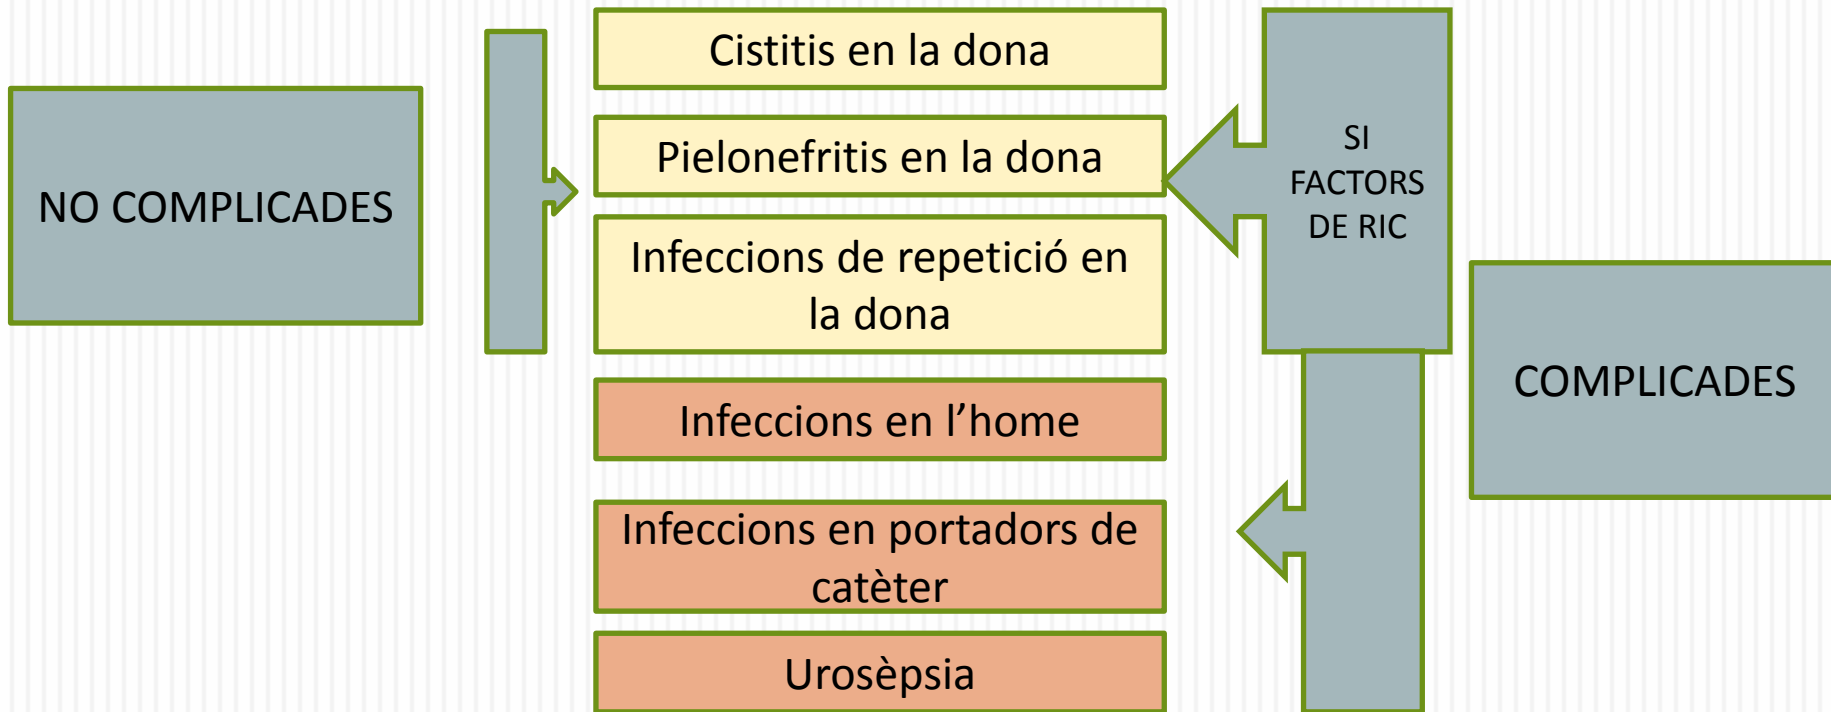 NO COMPLICADES
Cistitis en la dona
Pielonefritis en la dona
Infeccions de repetició en
la dona
Infeccions en l’home
Infeccions en portadors de
catèter
Urosèpsia
SI
FACTORS
DE RIC
COMPLICADES